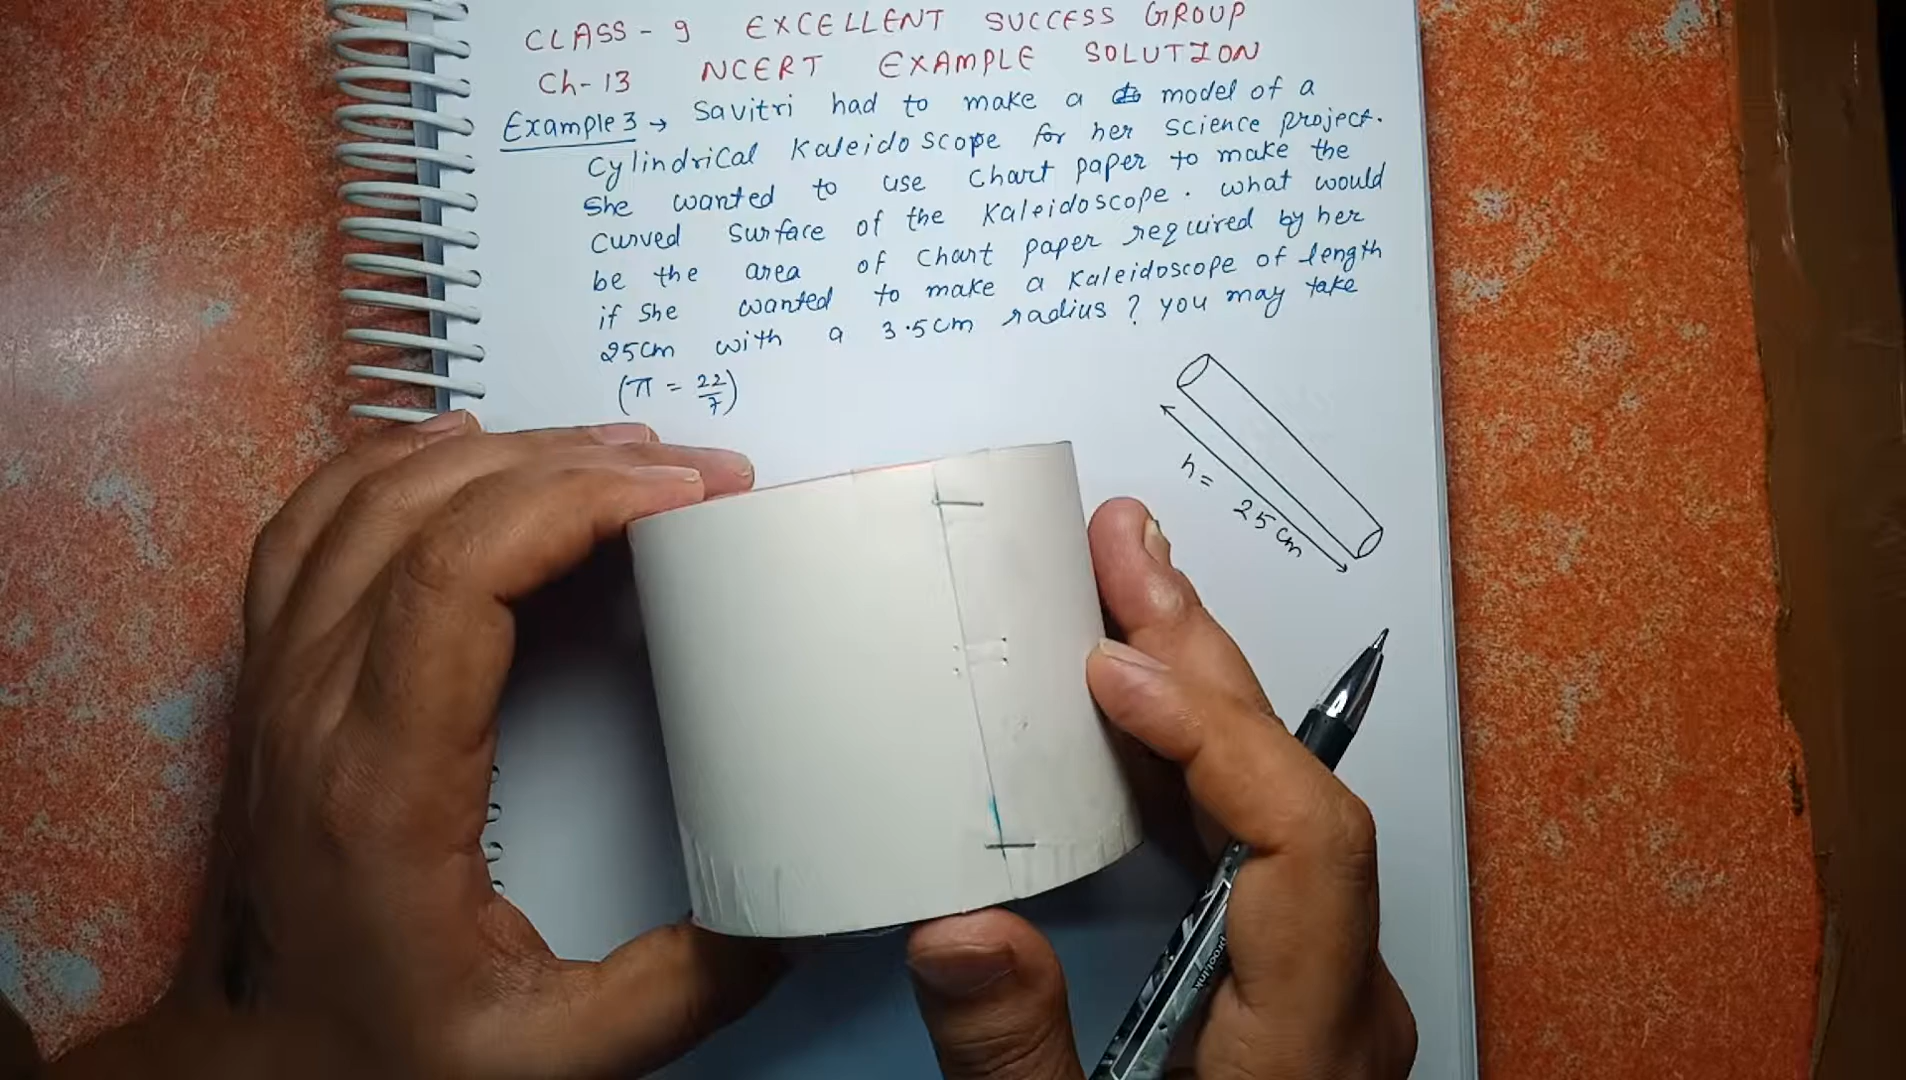 CLASS - 9 EXCELLENT SUCCESS GROUP
Ch-13 NCERT EXAMPLE SOLUTION
Example 3 → Savitri had to make a model of a
cylindrical Kaleidoscope for her science project.
She wanted to use chart paper to make the
curved surface of the Kaleidoscope. what would
be the area of chart paper required by her
if She wanted to make a Kaleidoscope of length
25cm with a 3.5cm radius? you may take
(π = 22/7)
h = 25 cm